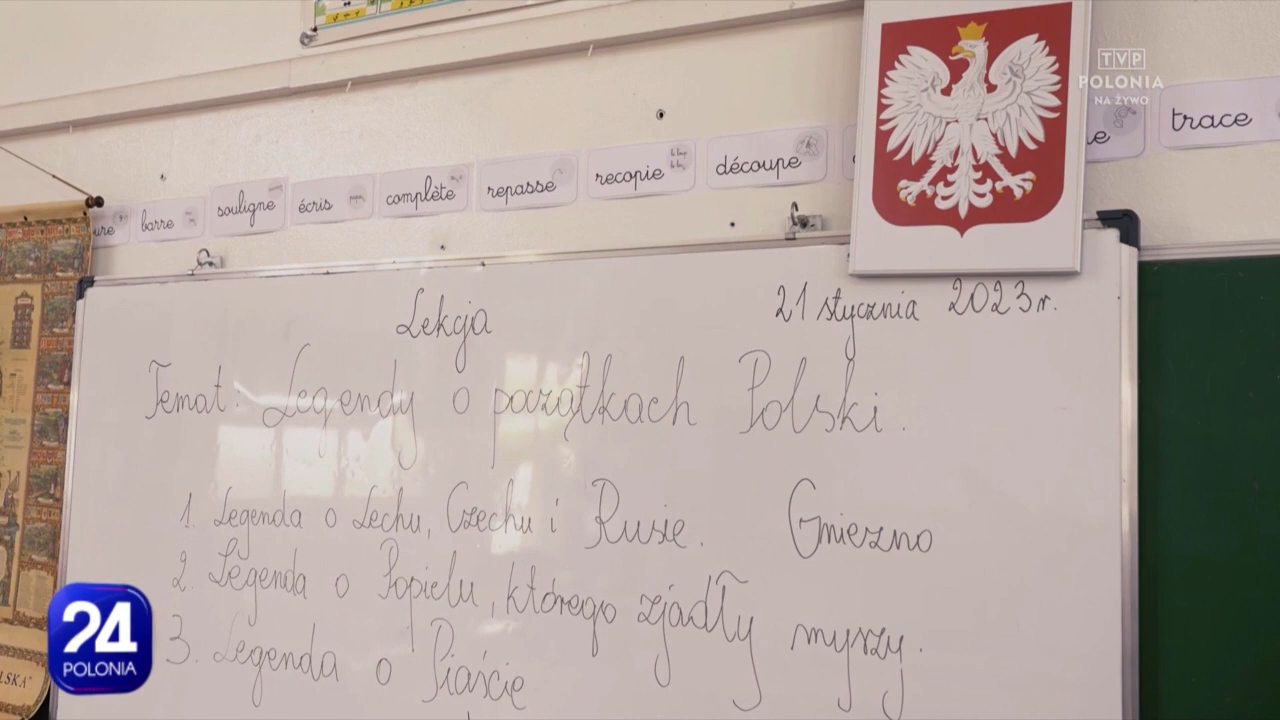 TVP
POLONIA
NA ŻYWO
barre
souligne
écris
complète
repasse
recopie
découpe
trace
Lekcja
21 stycznia 2023 r.
Temat: Legendy o początkach Polski.
1. Legenda o Lechu, Czechu i Rusie. Gniezno
2. Legenda o Popielu, którego zjadły myszy.
3. Legenda o Piaście
24
POLONIA
LSKA"